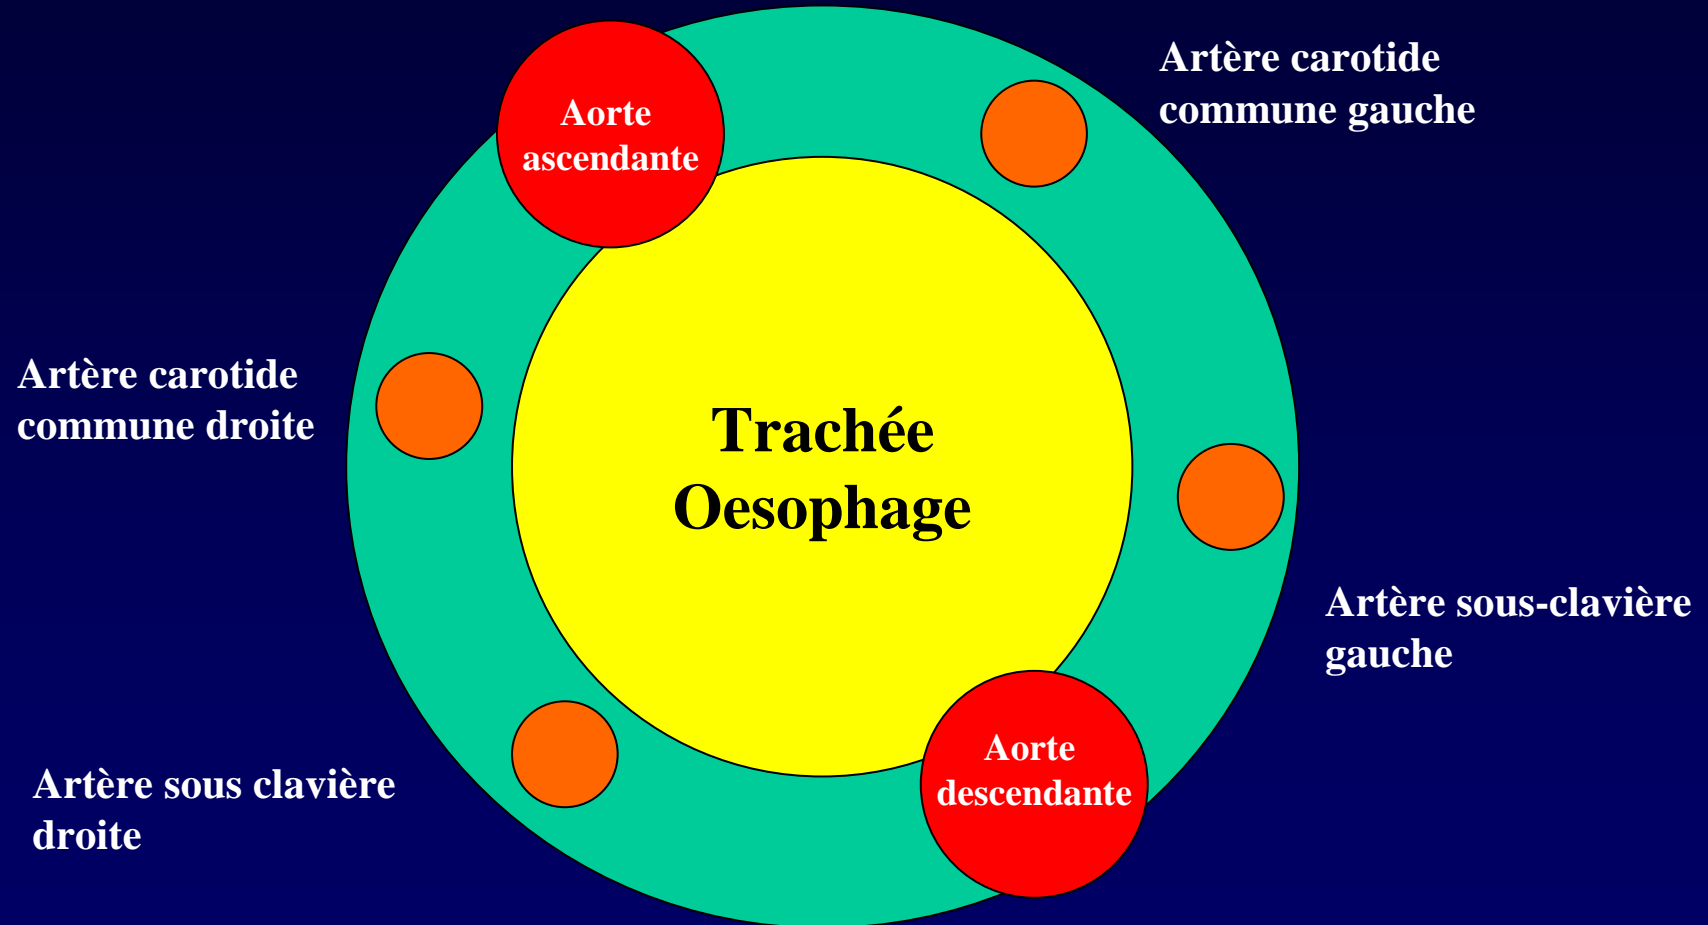 Artère carotide
commune gauche
Aorte
ascendante
Artère carotide
commune droite
Trachée
Oesophage
Artère sous-clavière
gauche
Aorte
descendante
Artère sous clavière
droite